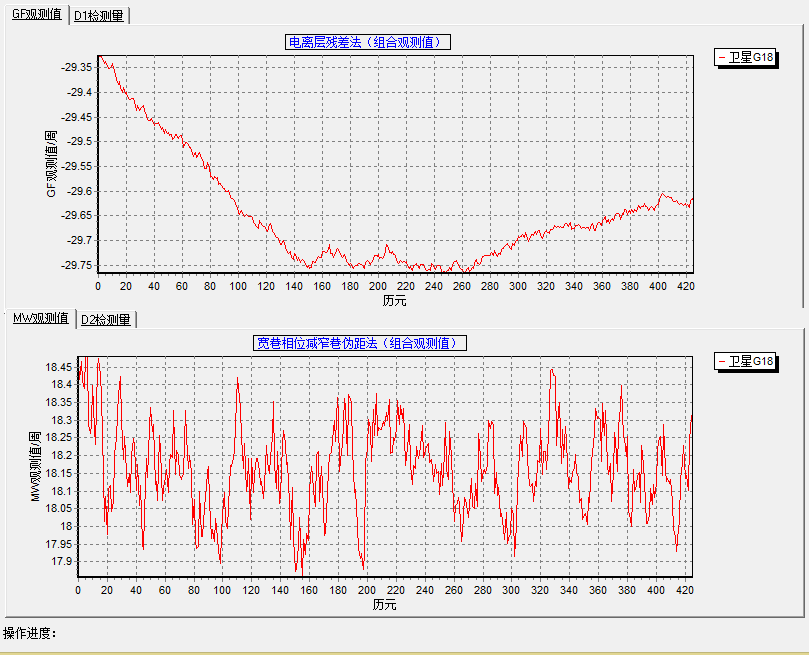 GF观测值 D1检测量
电离层残差法（组合观测值）
卫星G18
GF观测值/周
-29.35
-29.4
-29.45
-29.5
-29.55
-29.6
-29.65
-29.7
-29.75
0 20 40 60 80 100 120 140 160 180 200 220 240 260 280 300 320 340 360 380 400 420
历元
MW观测值 D2检测量
宽巷相位减窄巷伪距法（组合观测值）
卫星G18
MW观测值/周
18.45
18.4
18.35
18.3
18.25
18.2
18.15
18.1
18.05
18
17.95
17.9
0 20 40 60 80 100 120 140 160 180 200 220 240 260 280 300 320 340 360 380 400 420
历元
操作进度：